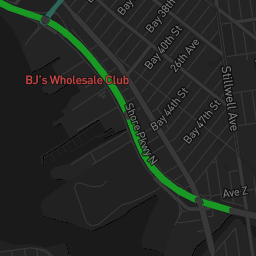 Bay 38th
Bay 40th St
26th Ave
BJ's Wholesale Club
Stillwell Ave
Bay 44th St
Shore Pkwy N
Bay 47th St
Ave Z